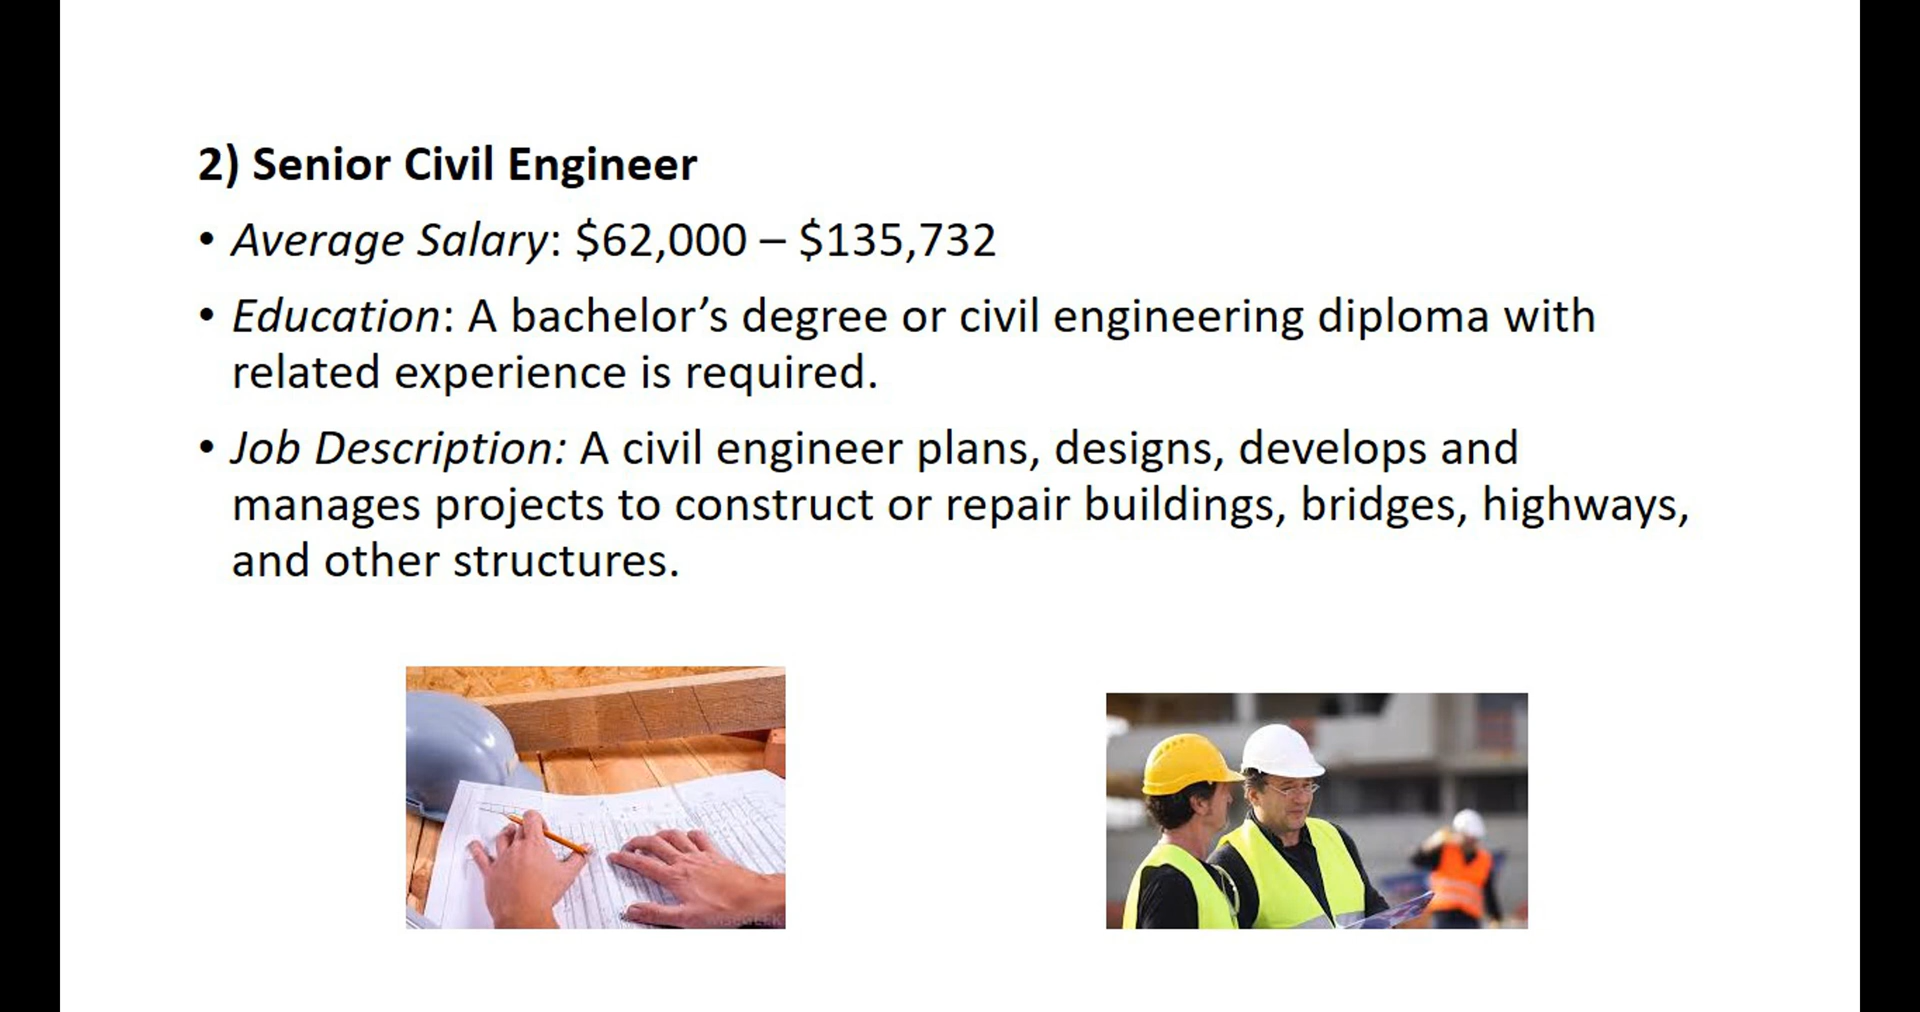 2) Senior Civil Engineer
• Average Salary: $62,000 – $135,732
• Education: A bachelor’s degree or civil engineering diploma with
related experience is required.
• Job Description: A civil engineer plans, designs, develops and
manages projects to construct or repair buildings, bridges, highways,
and other structures.